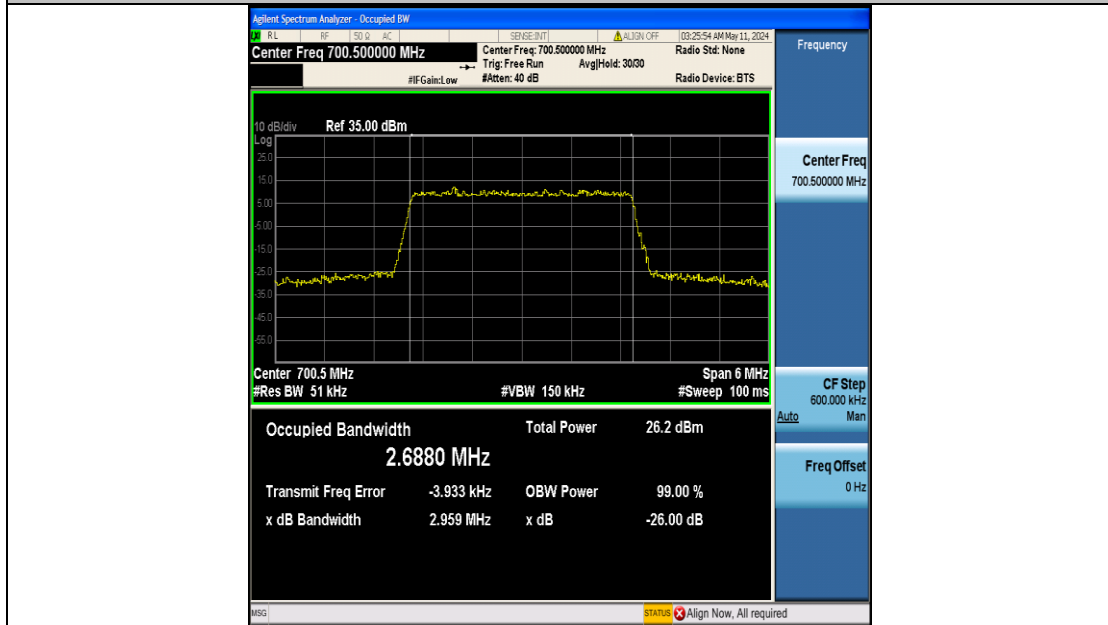 Agilent Spectrum Analyzer - Occupied BW
RL RF 50 Ω AC SENSE:INT ALIGN OFF 03:25:54 AM May 11, 2024
Center Freq 700.500000 MHz
Center Freq: 700.500000 MHz
Radio Std: None
Trig: Free Run Avg|Hold: 30/30
#IFGain:Low
#Atten: 40 dB
Radio Device: BTS
10 dB/div Ref 35.00 dBm
Log
25.0
15.0
5.00
-5.00
-15.0
-25.0
-35.0
-45.0
-55.0
Center 700.5 MHz Span 6 MHz
#Res BW 51 kHz #VBW 150 kHz #Sweep 100 ms
Occupied Bandwidth Total Power 26.2 dBm
2.6880 MHz
Transmit Freq Error -3.933 kHz OBW Power 99.00 %
x dB Bandwidth 2.959 MHz x dB -26.00 dB
MSG STATUS Align Now, All required
Frequency
Center Freq
700.500000 MHz
CF Step
600.000 kHz
Auto Man
Freq Offset
0 Hz